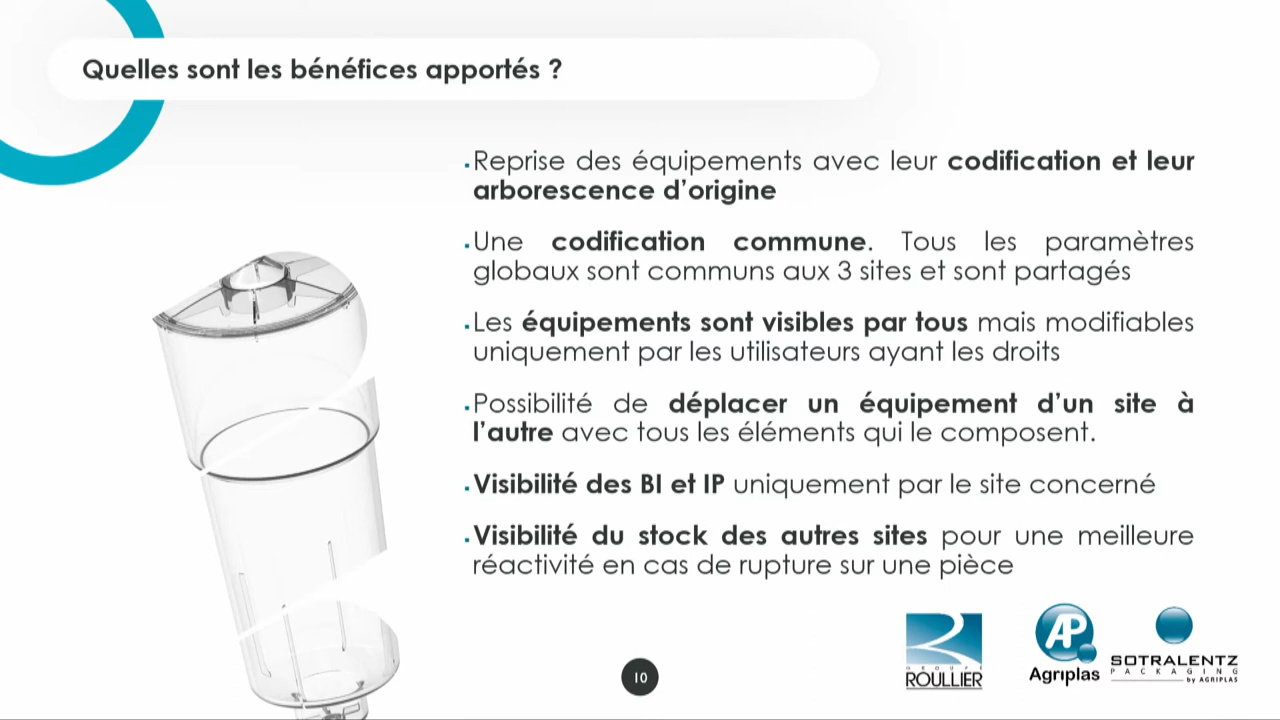 Quelles sont les bénéfices apportés ?
Reprise des équipements avec leur codification et leur
arborescence d’origine
Une codification commune. Tous les paramètres
globaux sont communs aux 3 sites et sont partagés
Les équipements sont visibles par tous mais modifiables
uniquement par les utilisateurs ayant les droits
Possibilité de déplacer un équipement d’un site à
l’autre avec tous les éléments qui le composent.
Visibilité des BI et IP uniquement par le site concerné
Visibilité du stock des autres sites pour une meilleure
réactivité en cas de rupture sur une pièce
GROUPE
ROULLIER
AP
Agriplas
SOTRALENTZ
PACKAGING
by AGRIPLAS
10